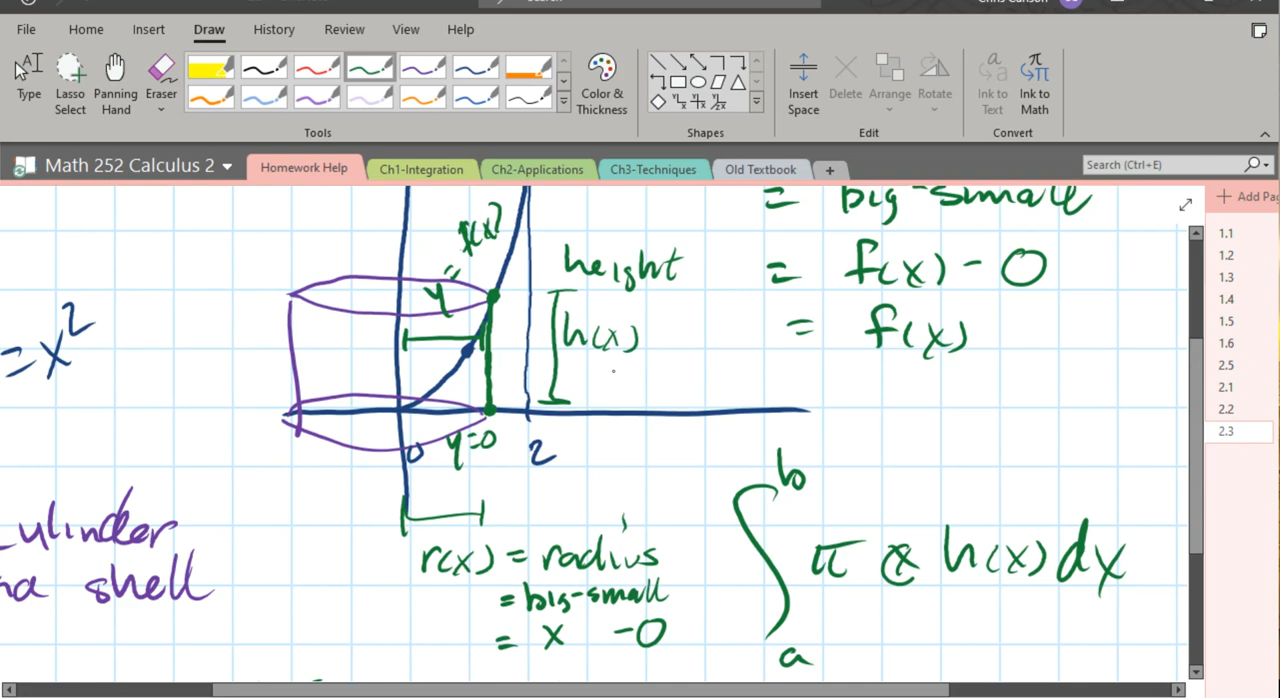 File Home Insert Draw History Review View Help
Type
Lasso Select
Panning Hand
Eraser
Color & Thickness
Insert Space
Delete
Arrange
Rotate
Ink to Text
Ink to Math
Tools
Shapes
Edit
Convert
Math 252 Calculus 2
Homework Help
Ch1-Integration
Ch2-Applications
Ch3-Techniques
Old Textbook
Search (Ctrl+E)
1.1
1.2
1.3
1.4
1.5
1.6
2.5
2.1
2.2
2.3
= big-small
height = f(x) - 0
h(x) = f(x)
y = f(x)
= x²
0 y=0 2
shell
r(x) = radius
= big-small
= x -0
b
h(x) dx
a